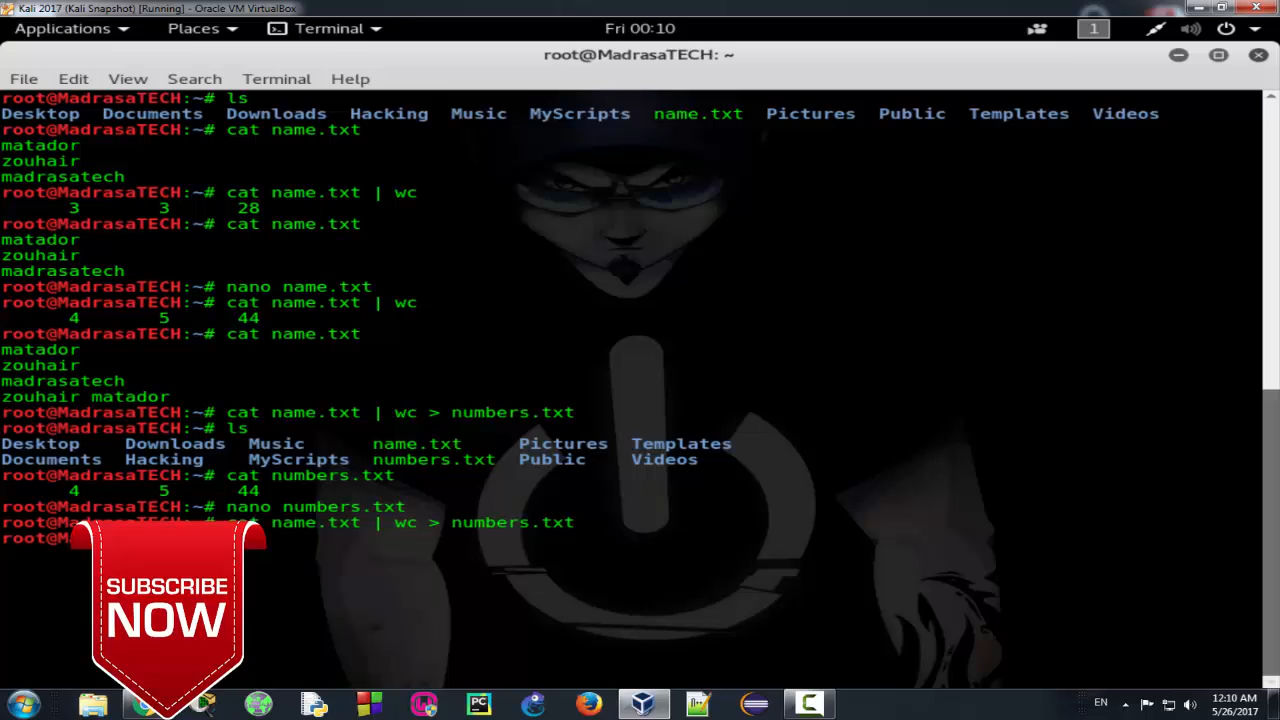 Kali 2017 (Kali Snapshot) [Running] - Oracle VM VirtualBox
Applications Places Terminal Fri 00:10 1
root@MadrasaTECH: ~
File Edit View Search Terminal Help
root@MadrasaTECH:~# ls
Desktop Documents Downloads Hacking Music MyScripts name.txt Pictures Public Templates Videos
root@MadrasaTECH:~# cat name.txt
matador
zouhair
madrasatech
root@MadrasaTECH:~# cat name.txt | wc
3 3 28
root@MadrasaTECH:~# cat name.txt
matador
zouhair
madrasatech
root@MadrasaTECH:~# nano name.txt
root@MadrasaTECH:~# cat name.txt | wc
4 5 44
root@MadrasaTECH:~# cat name.txt
matador
zouhair
madrasatech
zouhair matador
root@MadrasaTECH:~# cat name.txt | wc > numbers.txt
root@MadrasaTECH:~# ls
Desktop Downloads Music name.txt Pictures Templates
Documents Hacking MyScripts numbers.txt Public Videos
root@MadrasaTECH:~# cat numbers.txt
4 5 44
root@MadrasaTECH:~# nano numbers.txt
root@MadrasaTECH:~# cat name.txt | wc > numbers.txt
root@M
SUBSCRIBE
NOW
PC
EN
12:10 AM
5/26/2017